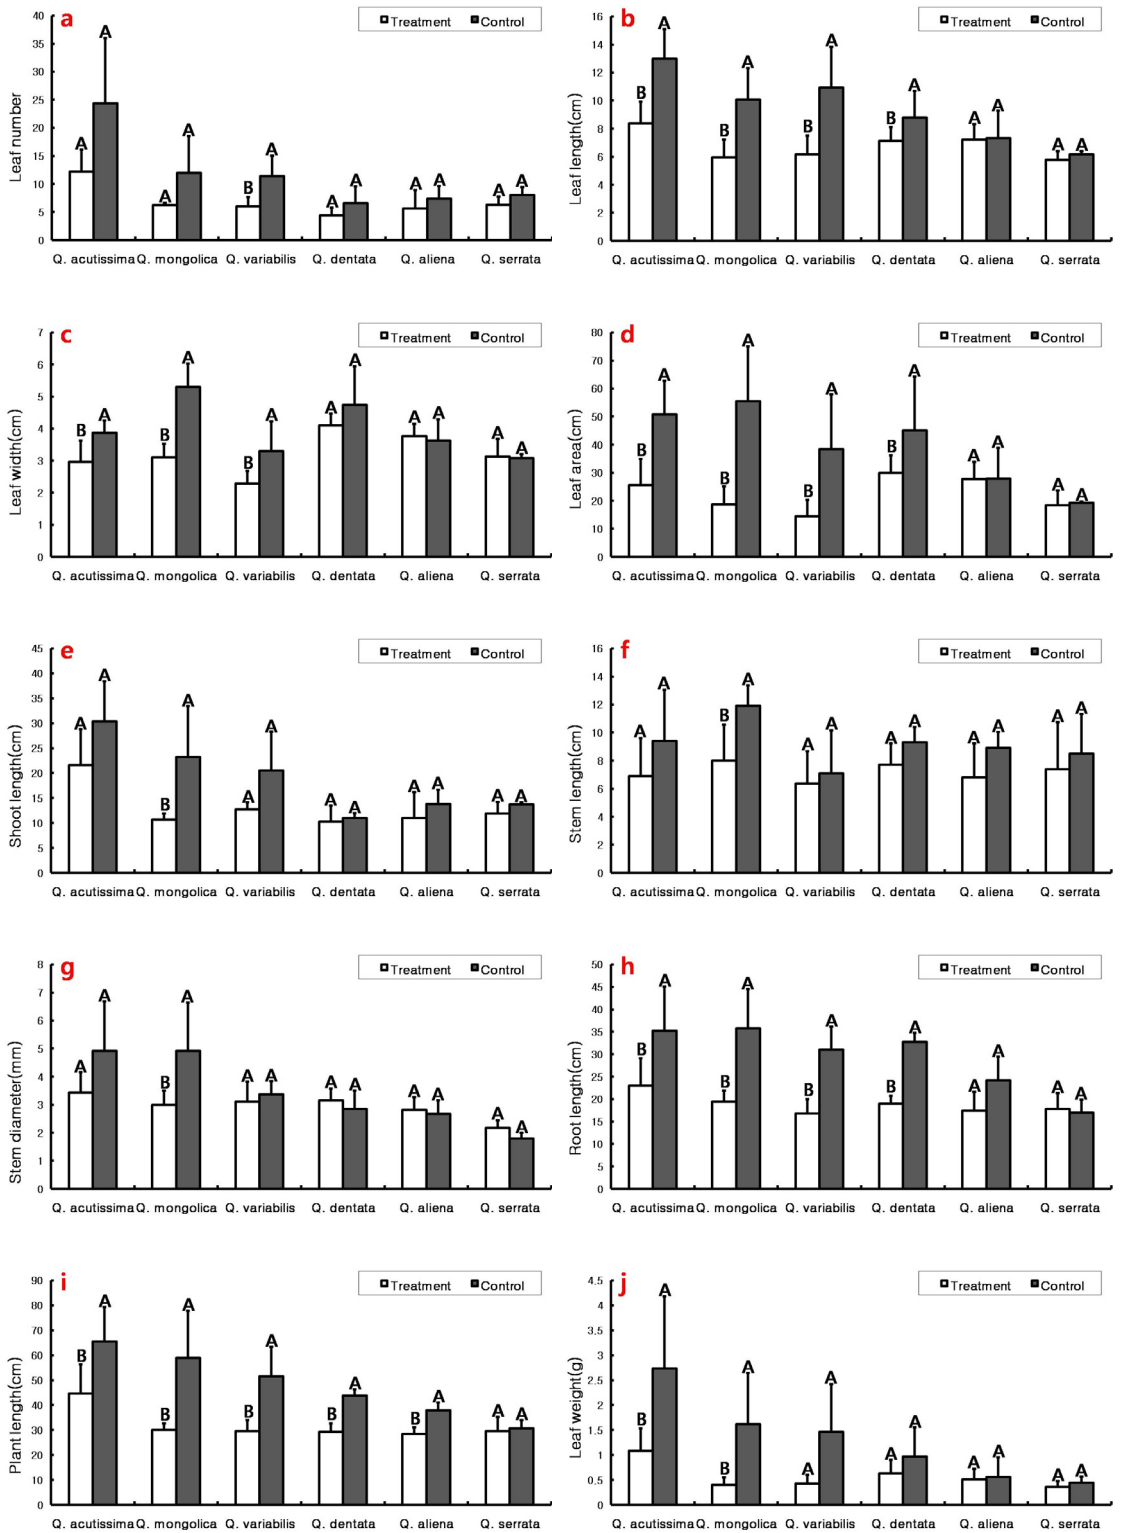 a
Treatment Control
40
35
30
25
20
15
10
5
0
Leaf number
A A A A B A A A A A A A
Q. acutissima Q. mongolica Q. variabilis Q. dentata Q. aliena Q. serrata
b
Treatment Control
16
14
12
10
8
6
4
2
0
Leaf length(cm)
B A B A B A B A A A A A
Q. acutissima Q. mongolica Q. variabilis Q. dentata Q. aliena Q. serrata
c
Treatment Control
7
6
5
4
3
2
1
0
Leaf width(cm)
B A B A B A A A A A A A
Q. acutissima Q. mongolica Q. variabilis Q. dentata Q. aliena Q. serrata
d
Treatment Control
80
70
60
50
40
30
20
10
0
Leaf area(cm)
B A B A B A B A A A A A
Q. acutissima Q. mongolica Q. variabilis Q. dentata Q. aliena Q. serrata
e
Treatment Control
45
40
35
30
25
20
15
10
5
0
Shoot length(cm)
A A B A A A A A A A A A
Q. acutissima Q. mongolica Q. variabilis Q. dentata Q. aliena Q. serrata
f
Treatment Control
16
14
12
10
8
6
4
2
0
Stem length(cm)
A A B A A A A A A A A A
Q. acutissima Q. mongolica Q. variabilis Q. dentata Q. aliena Q. serrata
g
Treatment Control
8
7
6
5
4
3
2
1
0
Stem diameter(mm)
A A B A A A A A A A A A
Q. acutissima Q. mongolica Q. variabilis Q. dentata Q. aliena Q. serrata
h
Treatment Control
50
45
40
35
30
25
20
15
10
5
0
Root length(cm)
B A B A B A B A A A A A
Q. acutissima Q. mongolica Q. variabilis Q. dentata Q. aliena Q. serrata
i
Treatment Control
90
80
70
60
50
40
30
20
10
0
Plant length(cm)
B A B A B A B A B A A A
Q. acutissima Q. mongolica Q. variabilis Q. dentata Q. aliena Q. serrata
j
Treatment Control
4.5
4
3.5
3
2.5
2
1.5
1
0.5
0
Leaf weight(g)
B A B A A A A A A A A A
Q. acutissima Q. mongolica Q. variabilis Q. dentata Q. aliena Q. serrata